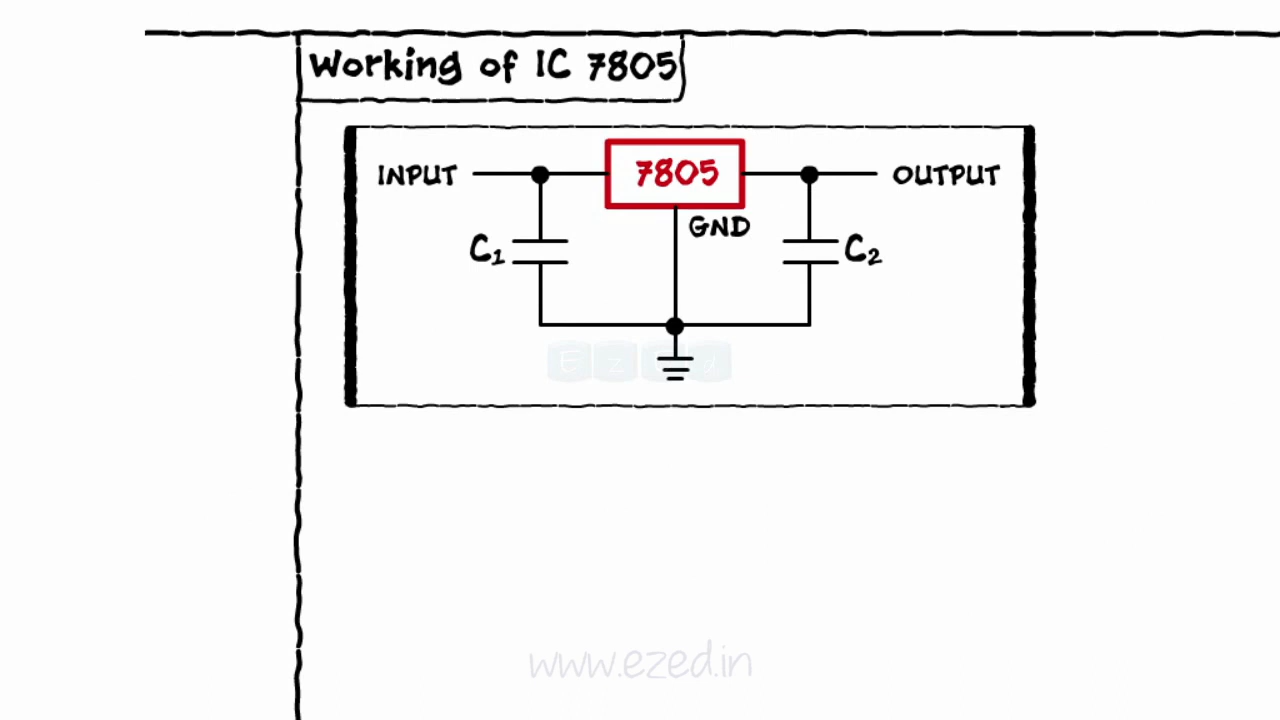 Working of IC 7805
INPUT 7805 OUTPUT
GND
C₁ C₂
www.ezed.in